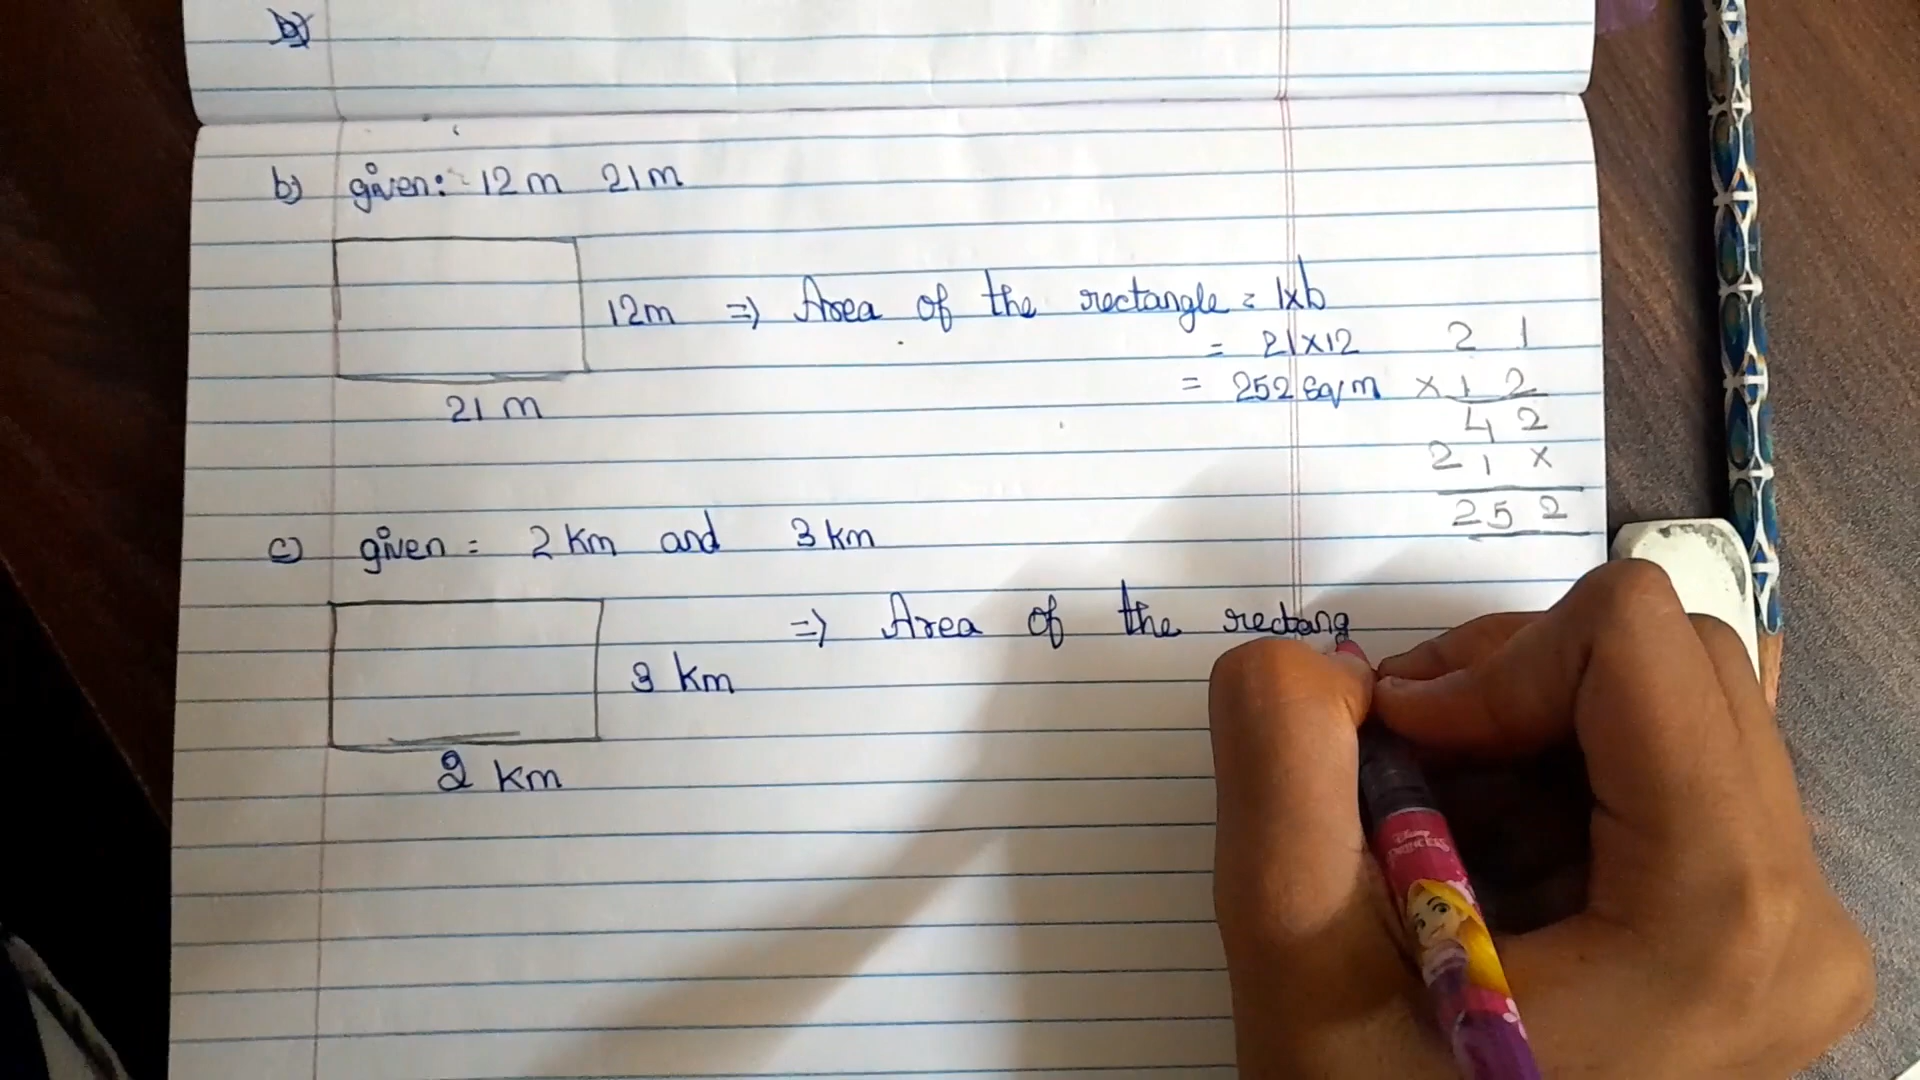 b)
b) given: 12 m 21 m
12m => Area of the rectangle = l×b
= 21×12
= 252 sq/m
21 m
2 1
× 1 2
4 2
2 1 ×
2 5 2
c) given = 2 km and 3 km
=> Area of the rectang
3 km
2 km
Disney
PRINCESS